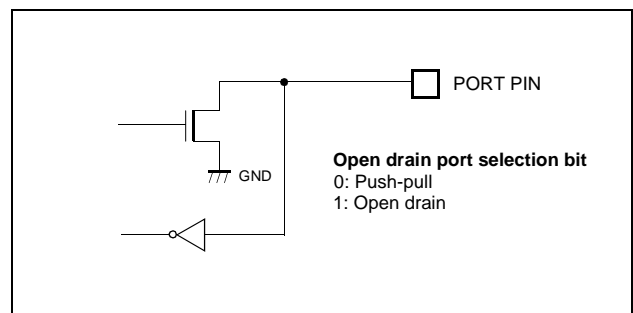 PORT PIN
GND
Open drain port selection bit
0: Push-pull
1: Open drain